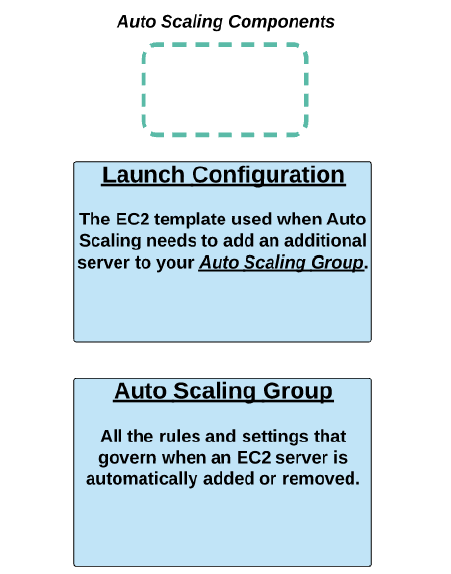 Auto Scaling Components
Launch Configuration
The EC2 template used when Auto
Scaling needs to add an additional
server to your Auto Scaling Group.
Auto Scaling Group
All the rules and settings that
govern when an EC2 server is
automatically added or removed.